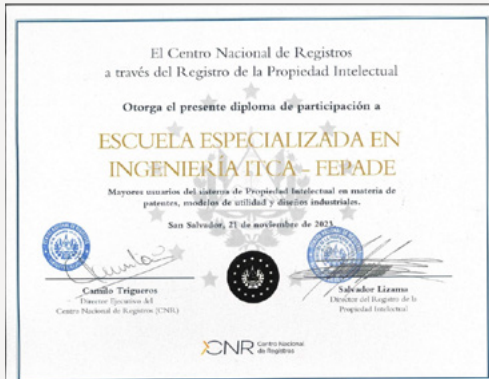 El Centro Nacional de Registros
a través del Registro de la Propiedad Intelectual
Otorga el presente diploma de participación a
ESCUELA ESPECIALIZADA EN
INGENIERÍA ITCA - FEPADE
Mayores usuarios del sistema de Propiedad Intelectual en materia de
patentes, modelos de utilidad y diseños industriales.
San Salvador, 21 de noviembre de 2023
Camilo Trigueros
Director Ejecutivo del
Centro Nacional de Registros (CNR)
Salvador Lizama
Director del Registro de la
Propiedad Intelectual
CNR Centro Nacional
de Registros